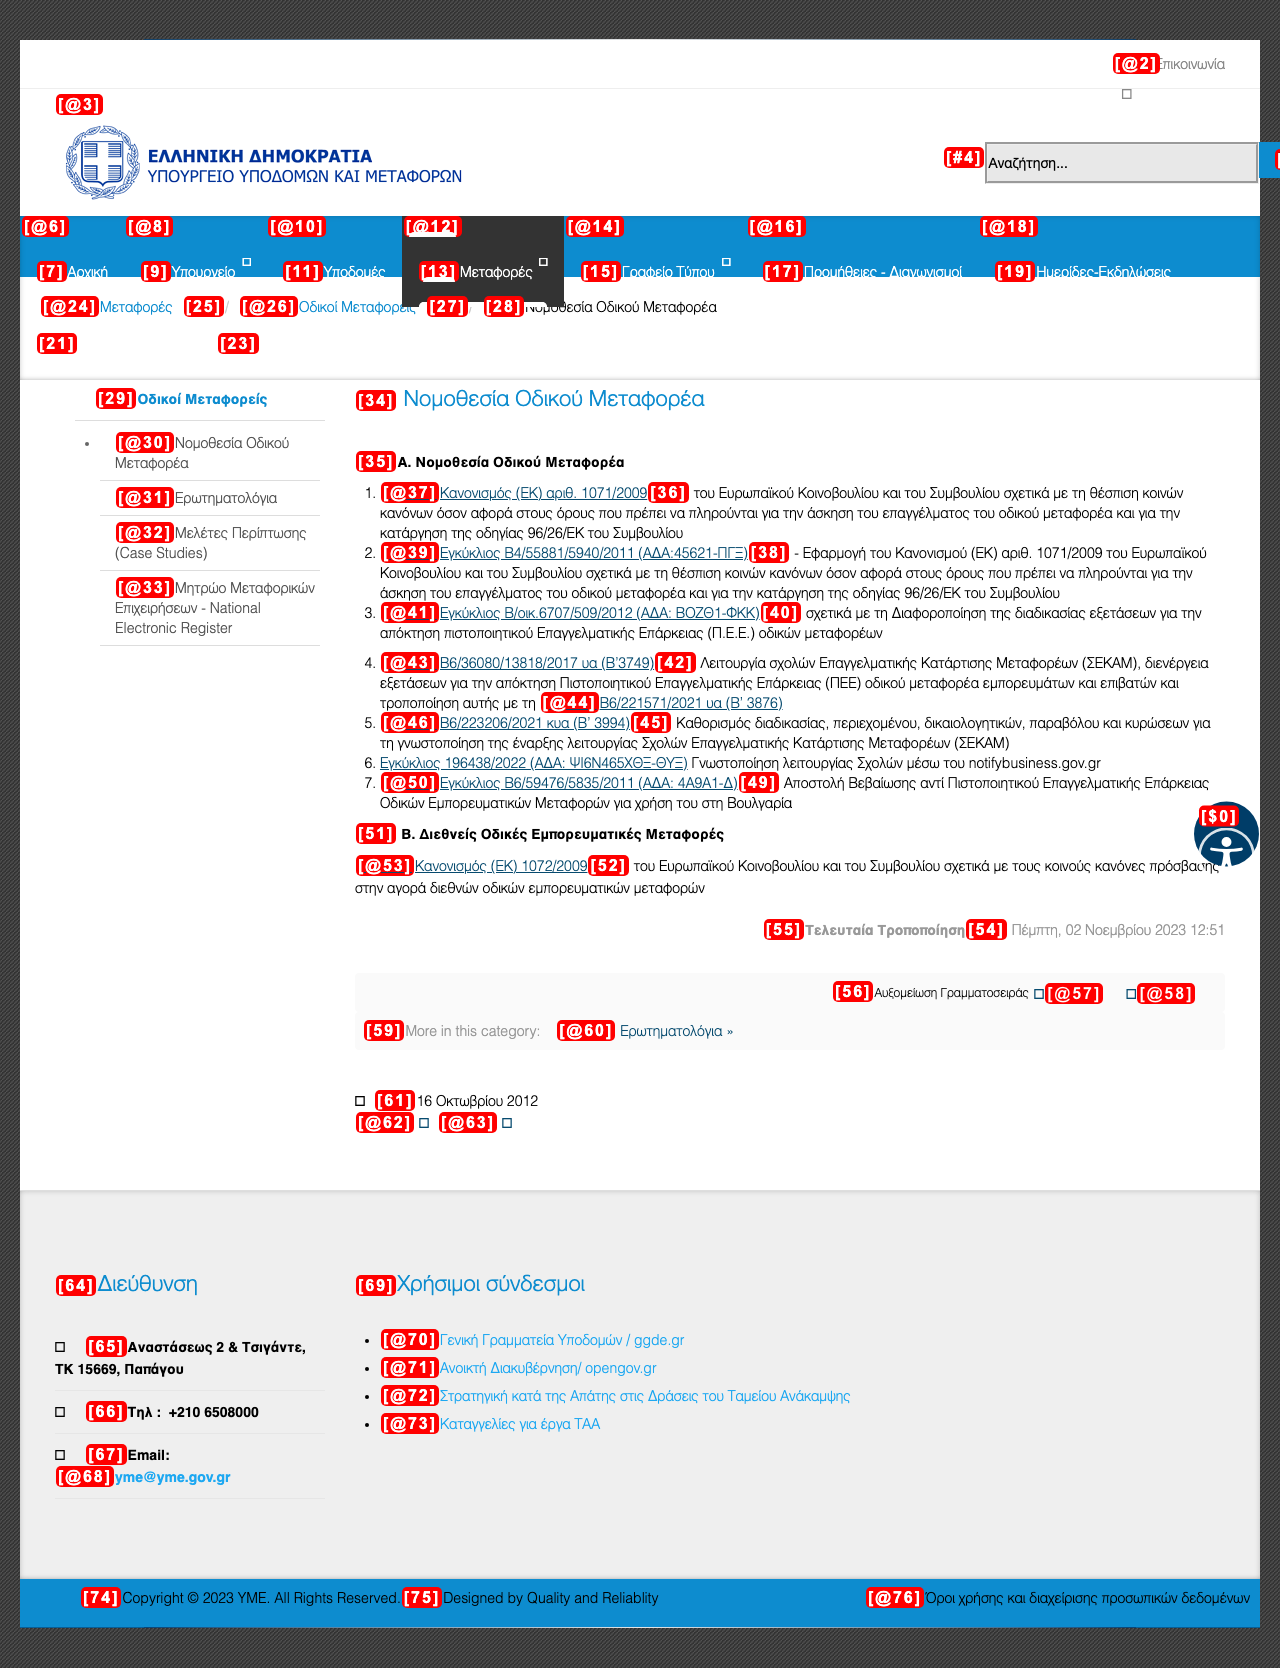 [@2] Επικοινωνία
[@3]
ΕΛΛΗΝΙΚΗ ΔΗΜΟΚΡΑΤΙΑ
ΥΠΟΥΡΓΕΙΟ ΥΠΟΔΟΜΩΝ ΚΑΙ ΜΕΤΑΦΟΡΩΝ
[#4] Αναζήτηση...
[@6] [@8] [@10] [@12] [@14] [@16] [@18]
[7] Αρχική [9] Υπουργείο [11] Υποδομές [13] Μεταφορές [15] Γραφείο Τύπου [17] Προμήθειες - Διαγωνισμοί [19] Ημερίδες-Εκδηλώσεις
[@24] Μεταφορές [25] / [@26] Οδικοί Μεταφορείς [27] / [28] Νομοθεσία Οδικού Μεταφορέα
[21] [23]
[29] Οδικοί Μεταφορείς
[@30] Νομοθεσία Οδικού
Μεταφορέα
[@31] Ερωτηματολόγια
[@32] Μελέτες Περίπτωσης
(Case Studies)
[@33] Μητρώο Μεταφορικών
Επιχειρήσεων - National
Electronic Register
[34] Νομοθεσία Οδικού Μεταφορέα
[35] Α. Νομοθεσία Οδικού Μεταφορέα
1. [@37] Κανονισμός (ΕΚ) αριθ. 1071/2009 [36] του Ευρωπαϊκού Κοινοβουλίου και του Συμβουλίου σχετικά με τη θέσπιση κοινών
κανόνων όσον αφορά στους όρους που πρέπει να πληρούνται για την άσκηση του επαγγέλματος του οδικού μεταφορέα και για την
κατάργηση της οδηγίας 96/26/ΕΚ του Συμβουλίου
2. [@39] Εγκύκλιος Β4/55881/5940/2011 (ΑΔΑ:45621-ΠΓΞ) [38] - Εφαρμογή του Κανονισμού (ΕΚ) αριθ. 1071/2009 του Ευρωπαϊκού
Κοινοβουλίου και του Συμβουλίου σχετικά με τη θέσπιση κοινών κανόνων όσον αφορά στους όρους που πρέπει να πληρούνται για την
άσκηση του επαγγέλματος του οδικού μεταφορέα και για την κατάργηση της οδηγίας 96/26/ΕΚ του Συμβουλίου
3. [@41] Εγκύκλιος Β/οικ.6707/509/2012 (ΑΔΑ: ΒΟΖΘ1-ΦΚΚ) [40] σχετικά με τη Διαφοροποίηση της διαδικασίας εξετάσεων για την
απόκτηση πιστοποιητικού Επαγγελματικής Επάρκειας (Π.Ε.Ε.) οδικών μεταφορέων
4. [@43] Β6/36080/13818/2017 υα (Β’3749) [42] Λειτουργία σχολών Επαγγελματικής Κατάρτισης Μεταφορέων (ΣΕΚΑΜ), διενέργεια
εξετάσεων για την απόκτηση Πιστοποιητικού Επαγγελματικής Επάρκειας (ΠΕΕ) οδικού μεταφορέα εμπορευμάτων και επιβατών και
τροποποίηση αυτής με τη [@44] Β6/221571/2021 υα (Β’ 3876)
5. [@46] Β6/223206/2021 κυα (Β’ 3994) [45] Καθορισμός διαδικασίας, περιεχομένου, δικαιολογητικών, παραβόλου και κυρώσεων για
τη γνωστοποίηση της έναρξης λειτουργίας Σχολών Επαγγελματικής Κατάρτισης Μεταφορέων (ΣΕΚΑΜ)
6. Εγκύκλιος 196438/2022 (ΑΔΑ: ΨΙ6Ν465ΧΘΞ-ΘΥΞ) Γνωστοποίηση λειτουργίας Σχολών μέσω του notifybusiness.gov.gr
7. [@50] Εγκύκλιος Β6/59476/5835/2011 (ΑΔΑ: 4Α9Α1-Δ) [49] Αποστολή Βεβαίωσης αντί Πιστοποιητικού Επαγγελματικής Επάρκειας
Οδικών Εμπορευματικών Μεταφορών για χρήση του στη Βουλγαρία
[$0]
[51] Β. Διεθνείς Οδικές Εμπορευματικές Μεταφορές
[@53] Κανονισμός (ΕΚ) 1072/2009 [52] του Ευρωπαϊκού Κοινοβουλίου και του Συμβουλίου σχετικά με τους κοινούς κανόνες πρόσβασης
στην αγορά διεθνών οδικών εμπορευματικών μεταφορών
[55] Τελευταία Τροποποίηση [54] Πέμπτη, 02 Νοεμβρίου 2023 12:51
[56] Αυξομείωση Γραμματοσειράς [@57] [@58]
[59] More in this category: [@60] Ερωτηματολόγια »
[61] 16 Οκτωβρίου 2012
[@62] [@63]
[64] Διεύθυνση
[65] Αναστάσεως 2 & Τσιγάντε,
ΤΚ 15669, Παπάγου
[66] Τηλ : +210 6508000
[67] Email:
[@68] yme@yme.gov.gr
[69] Χρήσιμοι σύνδεσμοι
[@70] Γενική Γραμματεία Υποδομών / ggde.gr
[@71] Ανοικτή Διακυβέρνηση/ opengov.gr
[@72] Στρατηγική κατά της Απάτης στις Δράσεις του Ταμείου Ανάκαμψης
[@73] Καταγγελίες για έργα ΤΑΑ
[74] Copyright © 2023 YME. All Rights Reserved. [75] Designed by Quality and Reliablity [@76] Όροι χρήσης και διαχείρισης προσωπικών δεδομένων